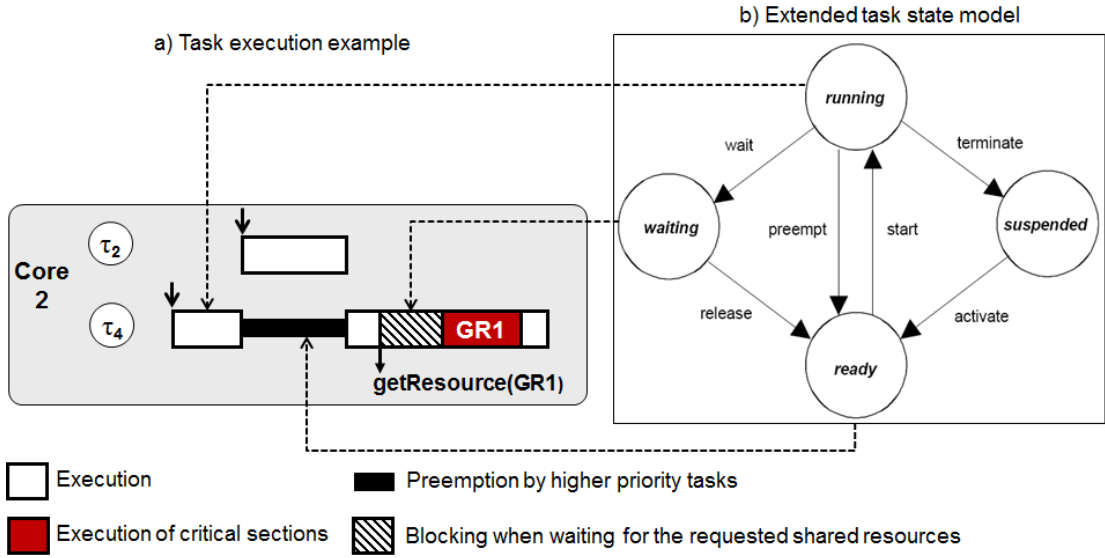 b) Extended task state model
a) Task execution example
running
wait
terminate
waiting
preempt
start
suspended
release
activate
ready
Core
2
τ2
τ4
GR1
getResource(GR1)
Execution
Preemption by higher priority tasks
Execution of critical sections
Blocking when waiting for the requested shared resources